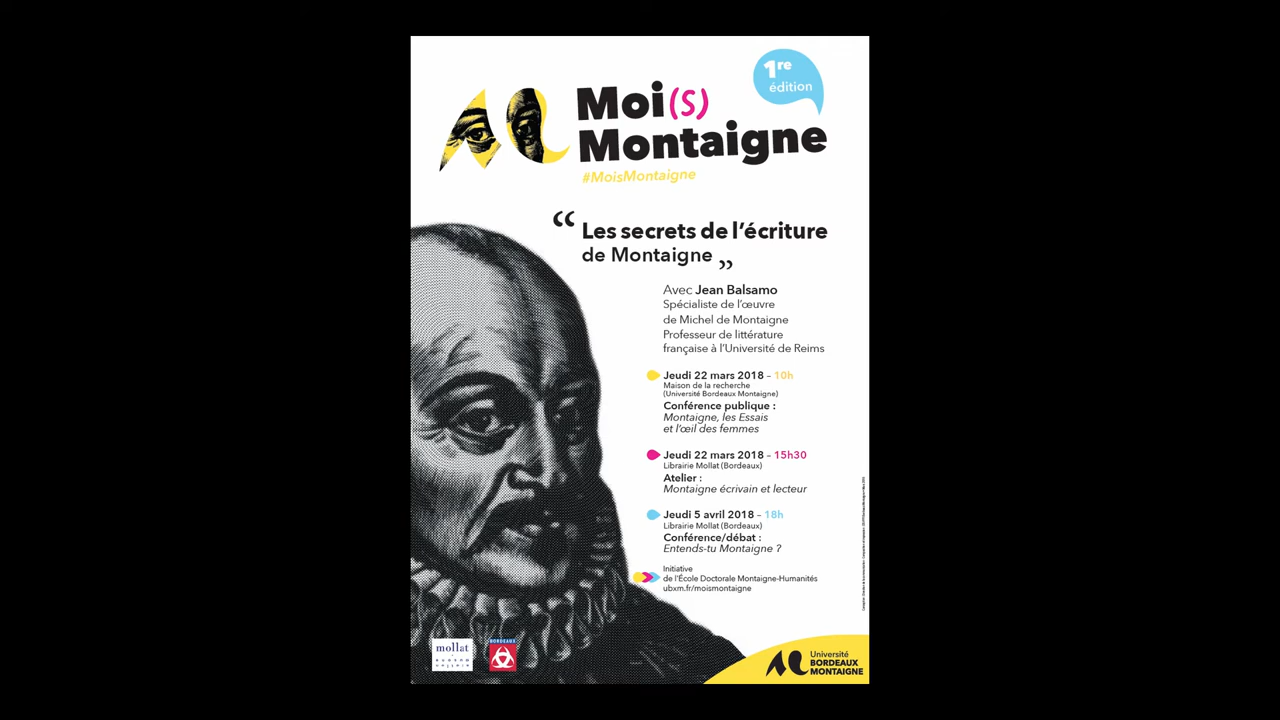 1re
édition
Moi(s)
Montaigne
#MoisMontaigne
“ Les secrets de l’écriture
de Montaigne ”
Avec Jean Balsamo
Spécialiste de l’œuvre
de Michel de Montaigne
Professeur de littérature
française à l’Université de Reims
Jeudi 22 mars 2018 – 10h
Maison de la recherche
(Université Bordeaux Montaigne)
Conférence publique :
Montaigne, les Essais
et l’œil des femmes
Jeudi 22 mars 2018 – 15h30
Librairie Mollat (Bordeaux)
Atelier :
Montaigne écrivain et lecteur
Jeudi 5 avril 2018 – 18h
Librairie Mollat (Bordeaux)
Conférence/débat :
Entends-tu Montaigne ?
Initiative
de l’École Doctorale Montaigne-Humanités
ubxm.fr/moismontaigne
mollat
BORDEAUX
Université
BORDEAUX
MONTAIGNE